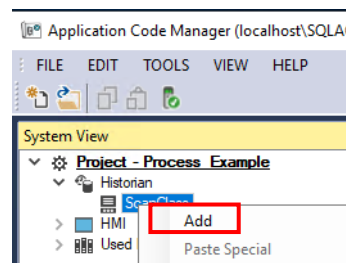 Application Code Manager (localhost\SQLA
FILE EDIT TOOLS VIEW HELP
System View
Project - Process_Example
Historian
Add
HMI
Used
Paste Special